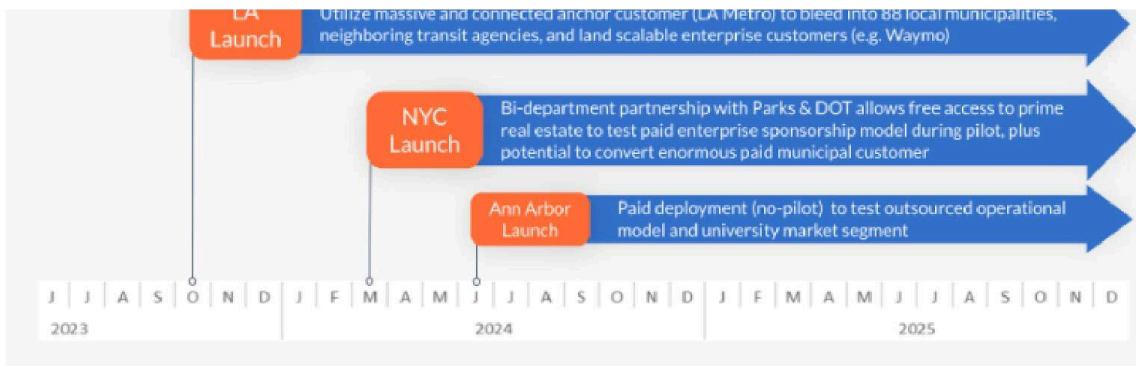 LA
Launch
Utilize massive and connected anchor customer (LA Metro) to bleed into 88 local municipalities,
neighboring transit agencies, and land scalable enterprise customers (e.g. Waymo)
NYC
Launch
Bi-department partnership with Parks & DOT allows free access to prime
real estate to test paid enterprise sponsorship model during pilot, plus
potential to convert enormous paid municipal customer
Ann Arbor
Launch
Paid deployment (no-pilot) to test outsourced operational
model and university market segment
J J A S O N D J F M A M J J A S O N D J F M A M J J A S O N D
2023 2024 2025